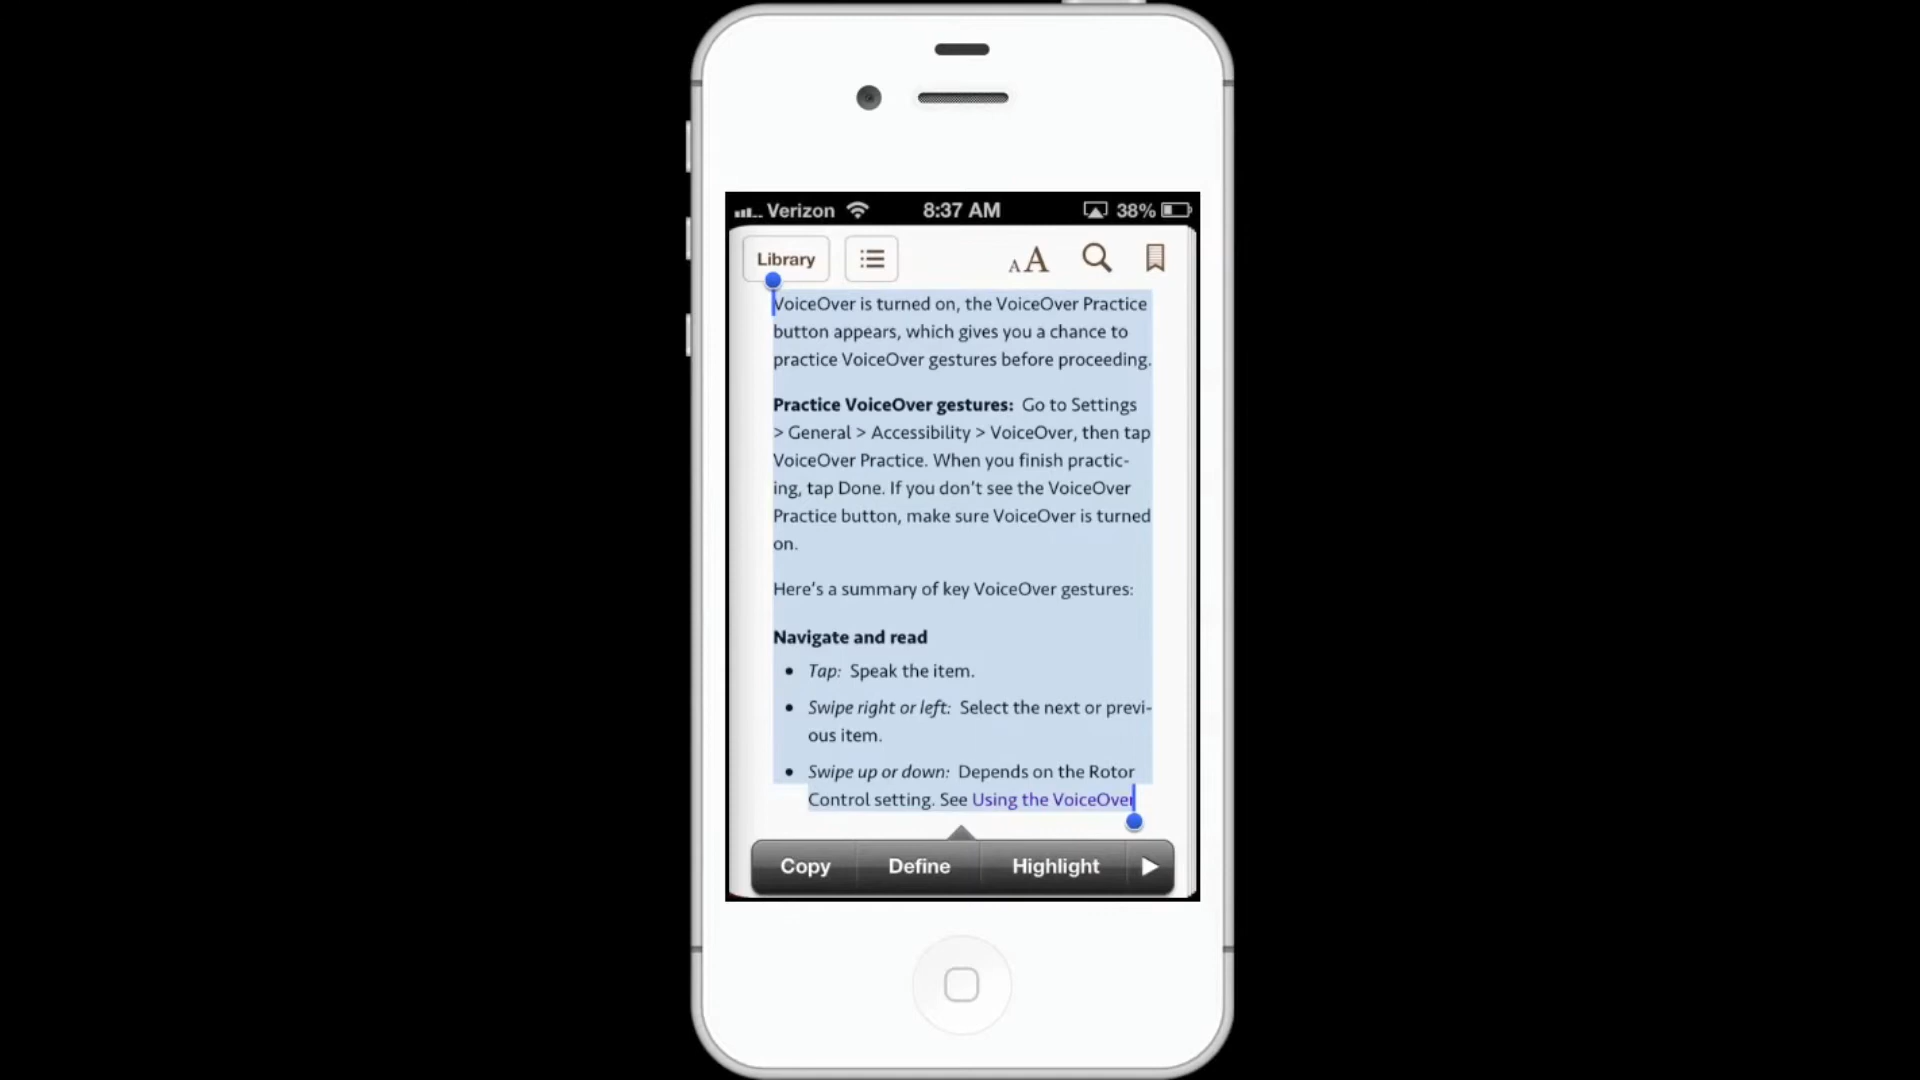 Verizon 8:37 AM 38%
Library AA
VoiceOver is turned on, the VoiceOver Practice
button appears, which gives you a chance to
practice VoiceOver gestures before proceeding.
Practice VoiceOver gestures: Go to Settings
> General > Accessibility > VoiceOver, then tap
VoiceOver Practice. When you finish practic-
ing, tap Done. If you don't see the VoiceOver
Practice button, make sure VoiceOver is turned
on.
Here's a summary of key VoiceOver gestures:
Navigate and read
• Tap: Speak the item.
• Swipe right or left: Select the next or previ-
ous item.
• Swipe up or down: Depends on the Rotor
Control setting. See Using the VoiceOver
Copy Define Highlight